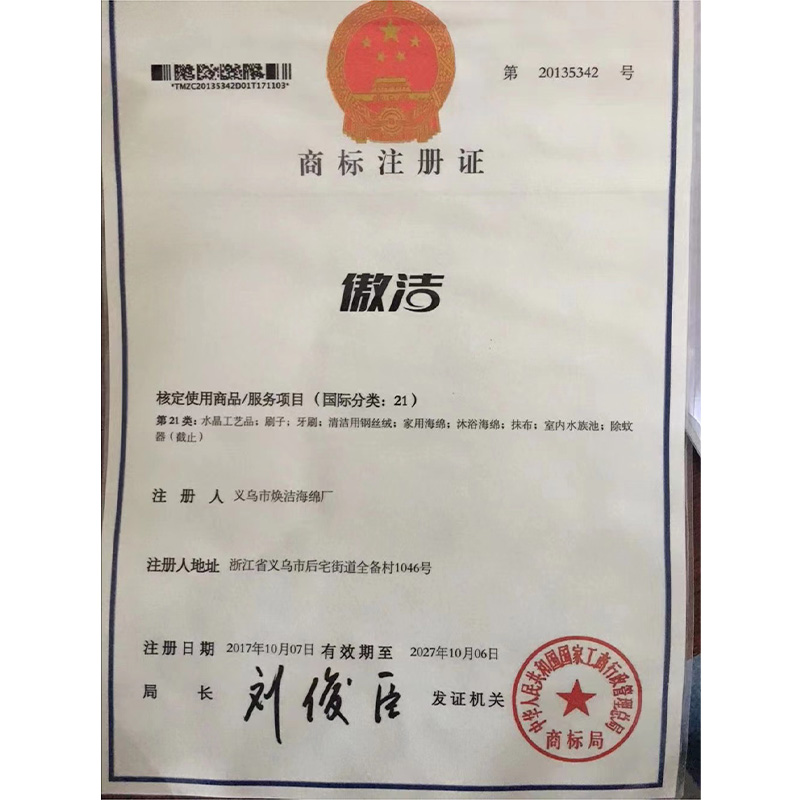 *TMZC20135342D01T171103*
第 20135342 号
商标注册证
傲洁
核定使用商品/服务项目（国际分类：21）
第21类：水晶工艺品；刷子；牙刷；清洁用钢丝绒；家用海绵；沐浴海绵；抹布；室内水族池；除蚊
器（截止）
注册人 义乌市焕洁海绵厂
注册人地址 浙江省义乌市后宅街道全备村1046号
注册日期 2017年10月07日 有效期至 2027年10月06日
局长 刘俊臣 发证机关
中华人民共和国国家工商行政管理总局
商标局